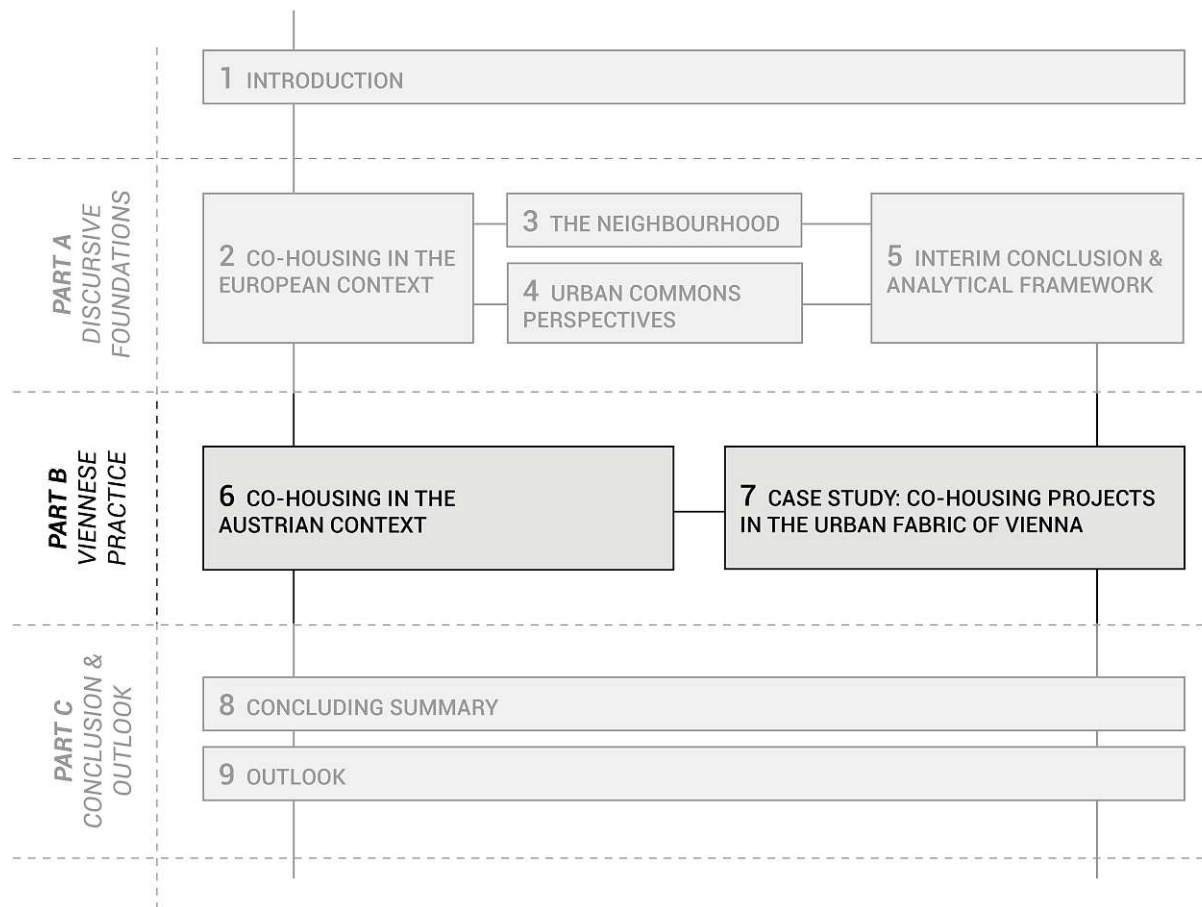 1 INTRODUCTION
PART A
DISCURSIVE
FOUNDATIONS
2 CO-HOUSING IN THE
EUROPEAN CONTEXT
3 THE NEIGHBOURHOOD
4 URBAN COMMONS
PERSPECTIVES
5 INTERIM CONCLUSION &
ANALYTICAL FRAMEWORK
PART B
VIENNESE
PRACTICE
6 CO-HOUSING IN THE
AUSTRIAN CONTEXT
7 CASE STUDY: CO-HOUSING PROJECTS
IN THE URBAN FABRIC OF VIENNA
PART C
CONCLUSION &
OUTLOOK
8 CONCLUDING SUMMARY
9 OUTLOOK